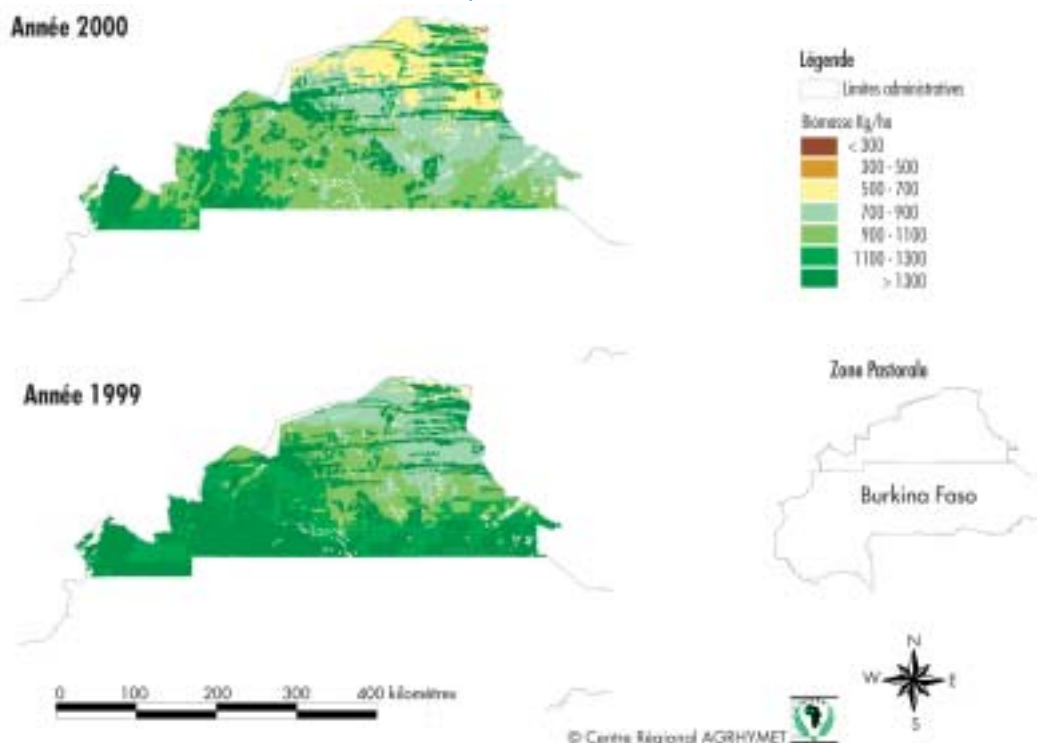 Année 2000
Légende
Limites administratives
Biomasse Kg/ha
< 300
300 - 500
500 - 700
700 - 900
900 - 1100
1100 - 1300
> 1300
Année 1999
Zone Pastorale
Burkina Faso
N
W
E
S
0 100 200 300 400 kilomètres
© Centre Régional AGRHYMET